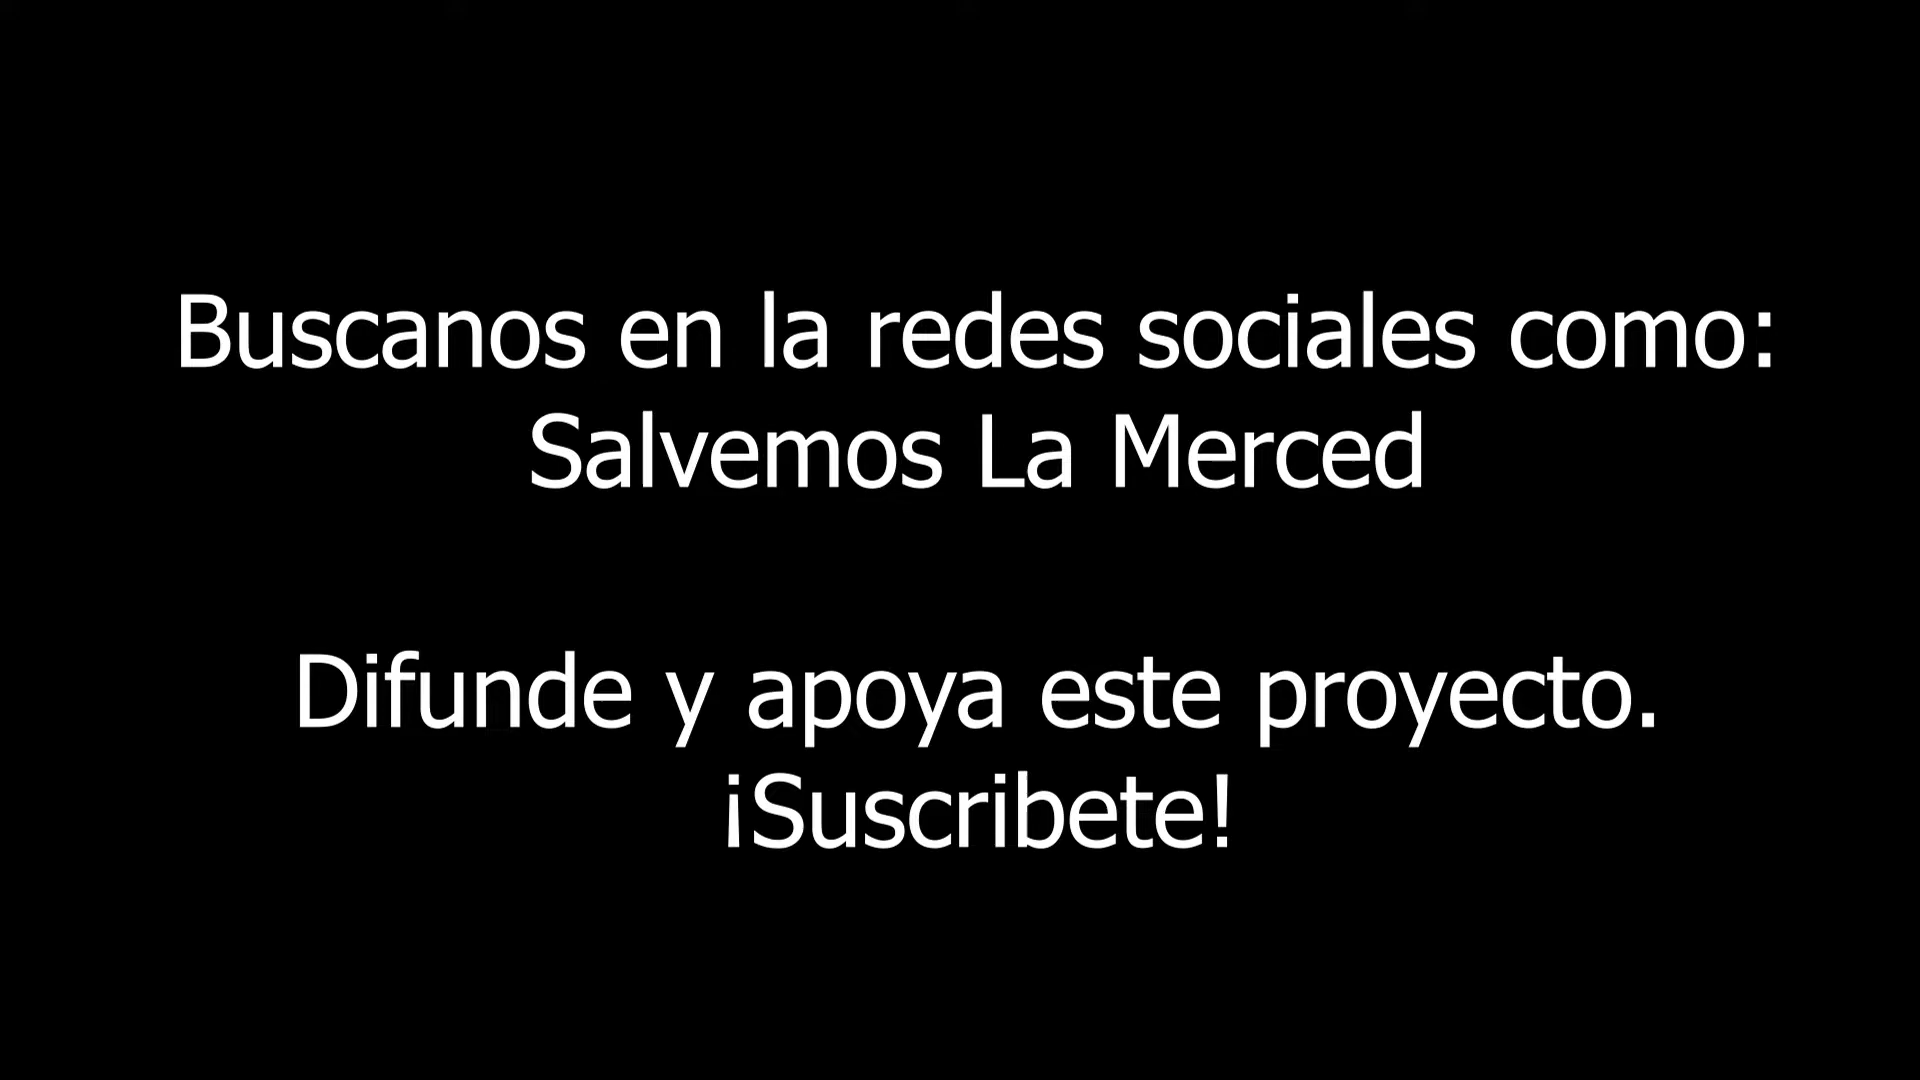 Buscanos en la redes sociales como:
Salvemos La Merced
Difunde y apoya este proyecto.
¡Suscribete!